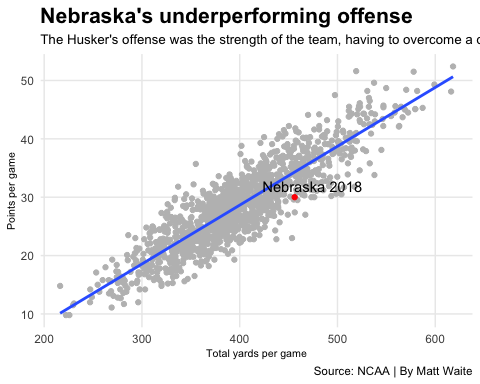 Nebraska's underperforming offense
The Husker's offense was the strength of the team, having to overcome a
50
40
30
20
10
Points per game
Nebraska 2018
200
300
400
500
600
Total yards per game
Source: NCAA | By Matt Waite